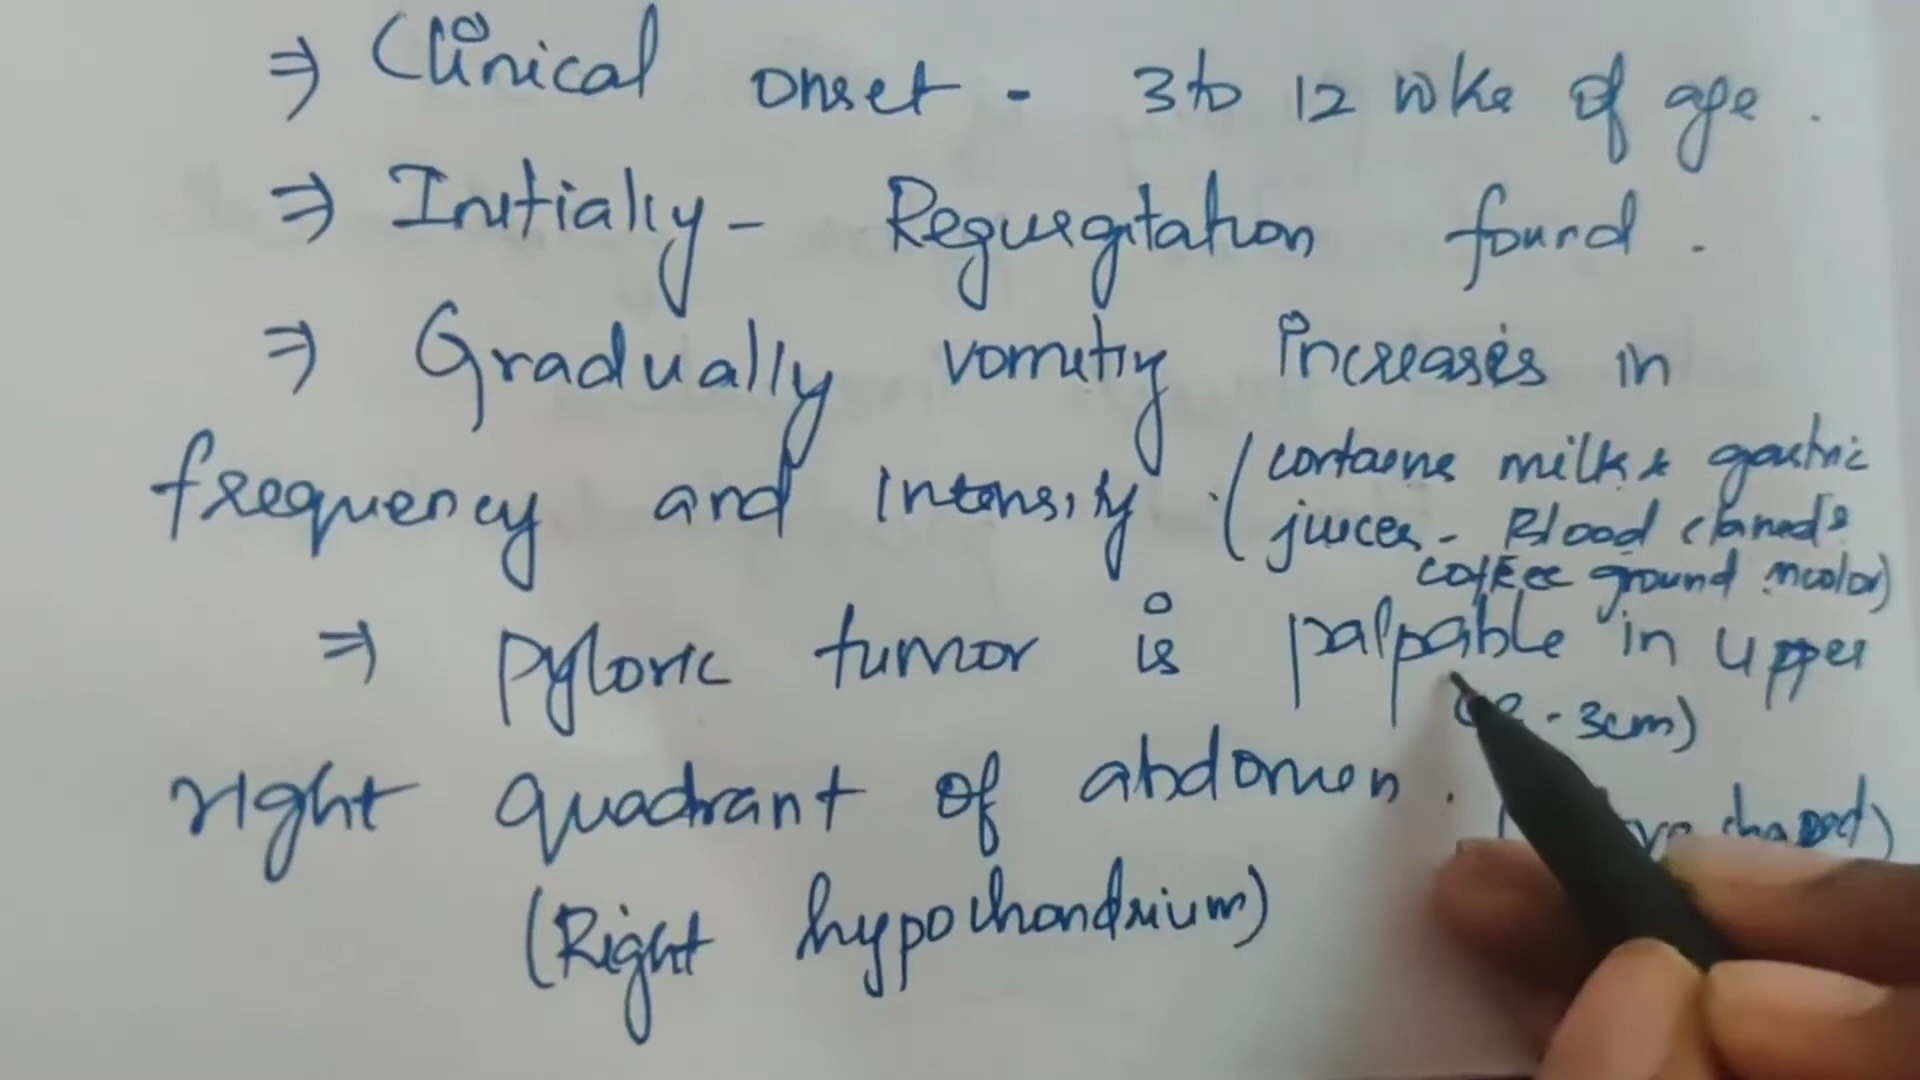 ⇒ Clinical onset - 3 to 12 wks of age.
⇒ Initially - Regurgitation found.
⇒ Gradually vomiting increases in
frequency and intensity. (contains milk & gastric
juices - Blood
coffee ground color)
⇒ pyloric tumor is palpable in upper
- 3cm)
right quadrant of abdomen.
shaped)
(Right hypochondrium)